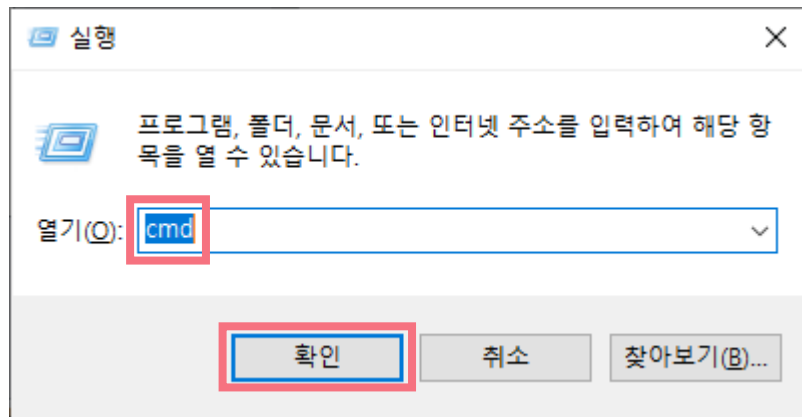 실행
프로그램, 폴더, 문서, 또는 인터넷 주소를 입력하여 해당 항
목을 열 수 있습니다.
열기(O): cmd
확인 취소 찾아보기(B)...